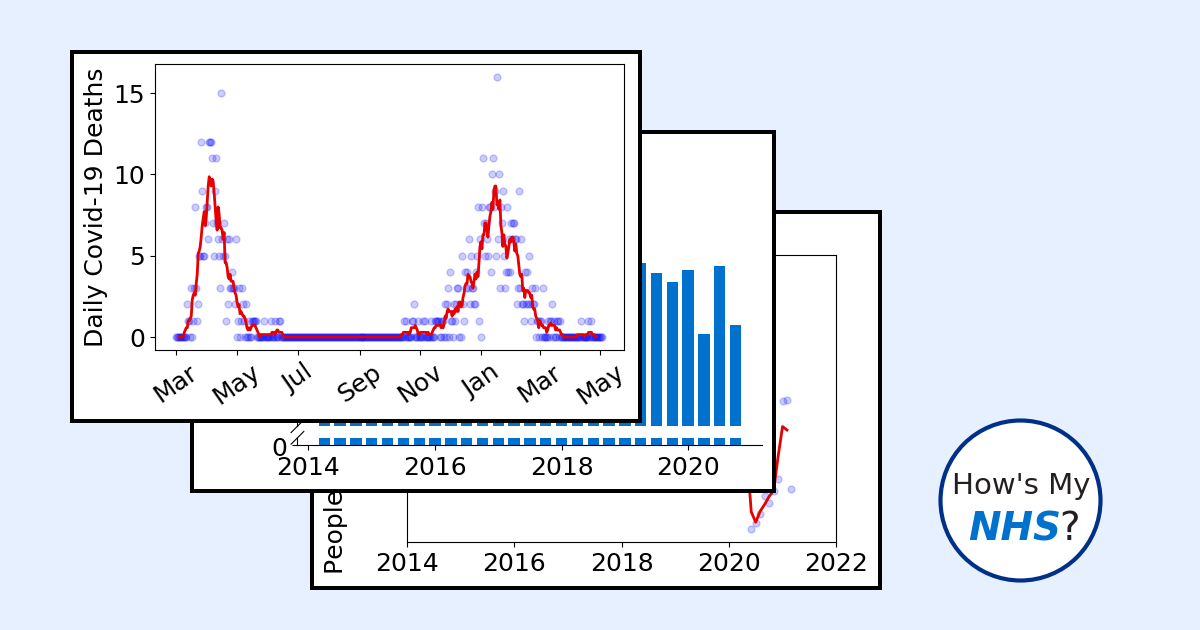 Daily Covid-19 Deaths
15
10
5
0
Mar May Jul Sep Nov Jan Mar May
0
2014 2016 2018 2020
People
2014 2016 2018 2020 2022
How's My
NHS?